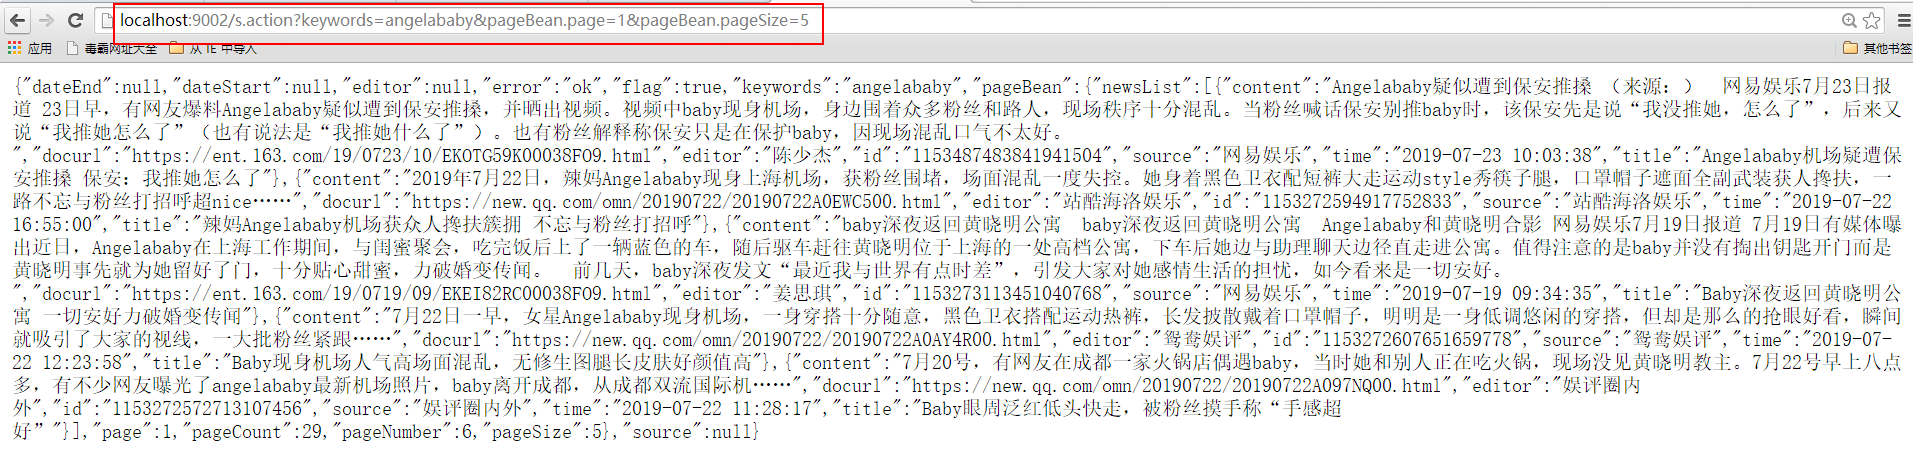 localhost:9002/s.action?keywords=angelababy&pageBean.page=1&pageBean.pageSize=5
应用 毒霸网址大全 从 IE 中导入 其他书签
{"dateEnd":null,"dateStart":null,"editor":null,"error":"ok","flag":true,"keywords":"angelababy","pageBean":{"newsList":[{"content":"Angelababy疑似遭到保安推搡 （来源：） 网易娱乐7月23日报
道 23日早，有网友爆料Angelababy疑似遭到保安推搡，并晒出视频。视频中baby现身机场，身边围着众多粉丝和路人，现场秩序十分混乱。当粉丝喊话保安别推baby时，该保安先是说“我没推她，怎么了”，后来又
说“我推她怎么了”（也有说法是“我推她什么了”）。也有粉丝解释称保安只是在保护baby，因现场混乱口气不太好。
","docurl":"https://ent.163.com/19/0723/10/EKOTG59K00038FO9.html","editor":"陈少杰","id":"1153487483841941504","source":"网易娱乐","time":"2019-07-23 10:03:38","title":"Angelababy机场疑遭保
安推搡 保安：我推她怎么了"},{"content":"2019年7月22日，辣妈Angelababy现身上海机场，获粉丝围堵，场面混乱一度失控。她身着黑色卫衣配短裤大走运动style秀筷子腿，口罩帽子遮面全副武装获人搀扶，一
路不忘与粉丝打招呼超nice……","docurl":"https://new.qq.com/omn/20190722/20190722A0EWC500.html","editor":"站酷海洛娱乐","id":"1153272594917752833","source":"站酷海洛娱乐","time":"2019-07-22
16:55:00","title":"辣妈Angelababy机场获众人搀扶簇拥 不忘与粉丝打招呼"},{"content":"baby深夜返回黄晓明公寓 baby深夜返回黄晓明公寓 Angelababy和黄晓明合影 网易娱乐7月19日报道 7月19日有媒体曝
出近日，Angelababy在上海工作期间，与闺蜜聚会，吃完饭后上了一辆蓝色的车，随后驱车赶往黄晓明位于上海的一处高档公寓，下车后她边与助理聊天边径直走进公寓。值得注意的是baby并没有掏出钥匙开门而是
黄晓明事先就为她留好了门，十分贴心甜蜜，力破婚变传闻。 前几天，baby深夜发文“最近我与世界有点时差”，引发大家对她感情生活的担忧，如今看来是一切安好。
","docurl":"https://ent.163.com/19/0719/09/EKEI82RC00038FO9.html","editor":"姜思琪","id":"1153273113451040768","source":"网易娱乐","time":"2019-07-19 09:34:35","title":"Baby深夜返回黄晓明公
寓 一切安好力破婚变传闻"},{"content":"7月22日一早，女星Angelababy现身机场，一身穿搭十分随意，黑色卫衣搭配运动热裤，长发披散戴着口罩帽子，明明是一身低调悠闲的穿搭，但却是那么的抢眼好看，瞬间
就吸引了大家的视线，一大批粉丝紧跟……","docurl":"https://new.qq.com/omn/20190722/20190722A0AY4R00.html","editor":"鸳鸯娱评","id":"1153272607651659778","source":"鸳鸯娱评","time":"2019-07-
22 12:23:58","title":"Baby现身机场人气高场面混乱，无修生图腿长皮肤好颜值高"},{"content":"7月20号，有网友在成都一家火锅店偶遇baby，当时她和别人正在吃火锅，现场没见黄晓明教主。7月22号早上八点
多，有不少网友曝光了angelababy最新机场照片，baby离开成都，从成都双流国际机……","docurl":"https://new.qq.com/omn/20190722/20190722A097NQ00.html","editor":"娱评圈内
外","id":"1153272572713107456","source":"娱评圈内外","time":"2019-07-22 11:28:17","title":"Baby眼周泛红低头快走，被粉丝摸手称“手感超
好”"}],"page":1,"pageCount":29,"pageNumber":6,"pageSize":5},"source":null}